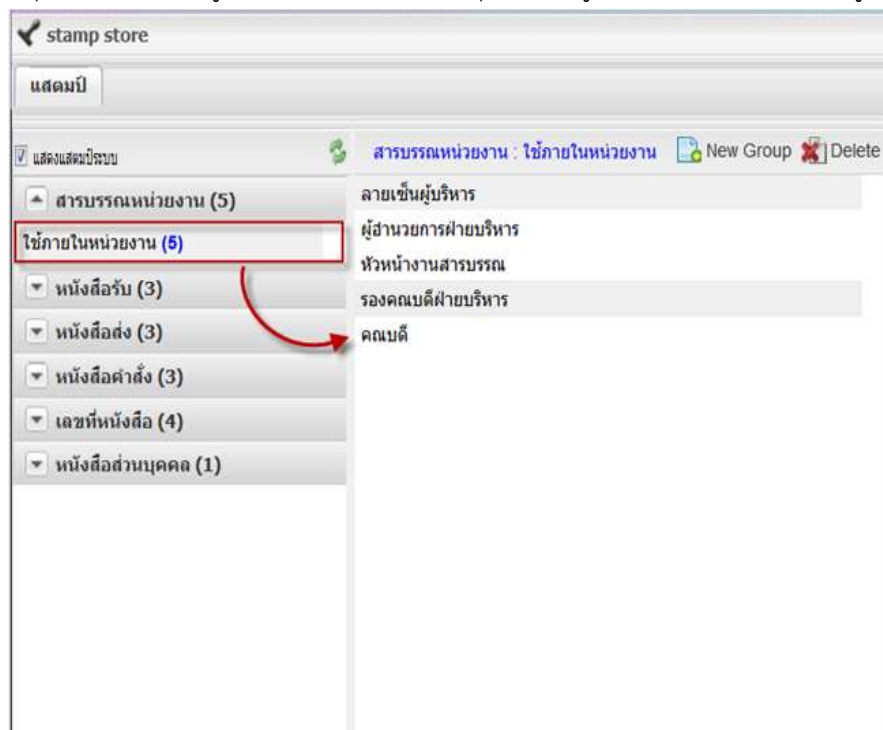 stamp store
แสตมป์
แสดงแสตมป์ระบบ
สารบรรณหน่วยงาน : ใช้ภายในหน่วยงาน New Group Delete
สารบรรณหน่วยงาน (5)
ใช้ภายในหน่วยงาน (5)
หนังสือรับ (3)
หนังสือส่ง (3)
หนังสือคำสั่ง (3)
เลขที่หนังสือ (4)
หนังสือส่วนบุคคล (1)
ลายเซ็นผู้บริหาร
ผู้อำนวยการฝ่ายบริหาร
หัวหน้างานสารบรรณ
รองคณบดีฝ่ายบริหาร
คณบดี